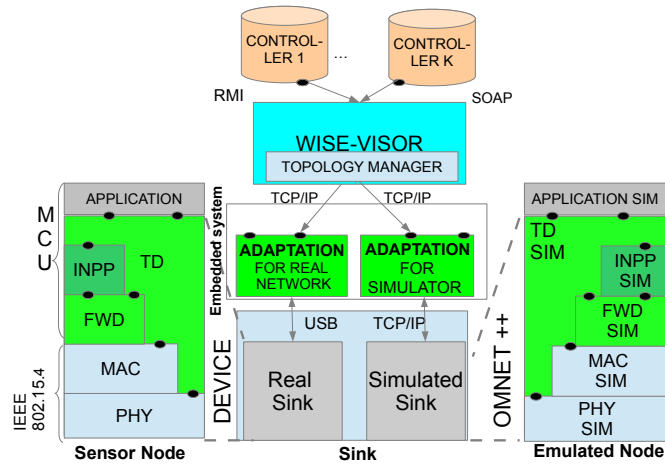 CONTROL-
LER 1
...
CONTROL-
LER K
RMI
SOAP
WISE-VISOR
TOPOLOGY MANAGER
TCP/IP
TCP/IP
Embedded system
ADAPTATION
FOR REAL
NETWORK
ADAPTATION
FOR
SIMULATOR
USB
TCP/IP
DEVICE
Real
Sink
Simulated
Sink
Sink
M
C
U
APPLICATION
TD
INPP
FWD
IEEE
802.15.4
MAC
PHY
Sensor Node
OMNET ++
APPLICATION SIM
TD
SIM
INPP
SIM
FWD
SIM
MAC
SIM
PHY
SIM
Emulated Node